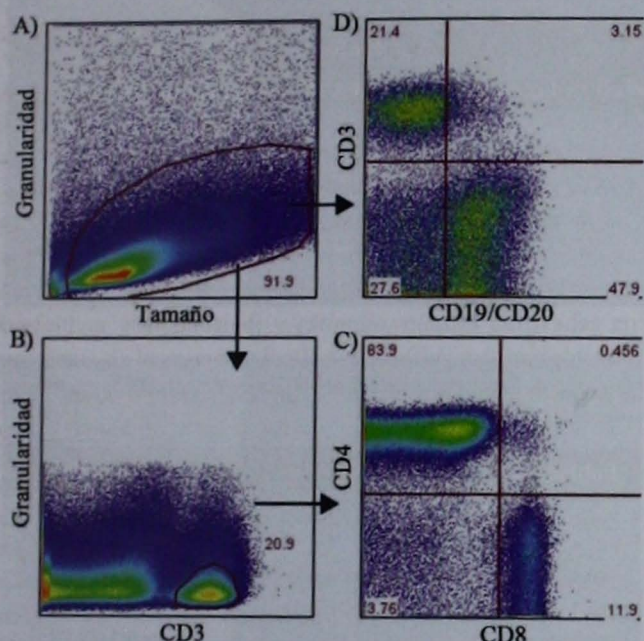 A)
Granularidad
91.9
Tamaño
D)
21.4
3.15
CD3
27.6
47.9
CD19/CD20
B)
Granularidad
20.9
CD3
C)
83.9
0.456
CD4
3.76
11.9
CD8